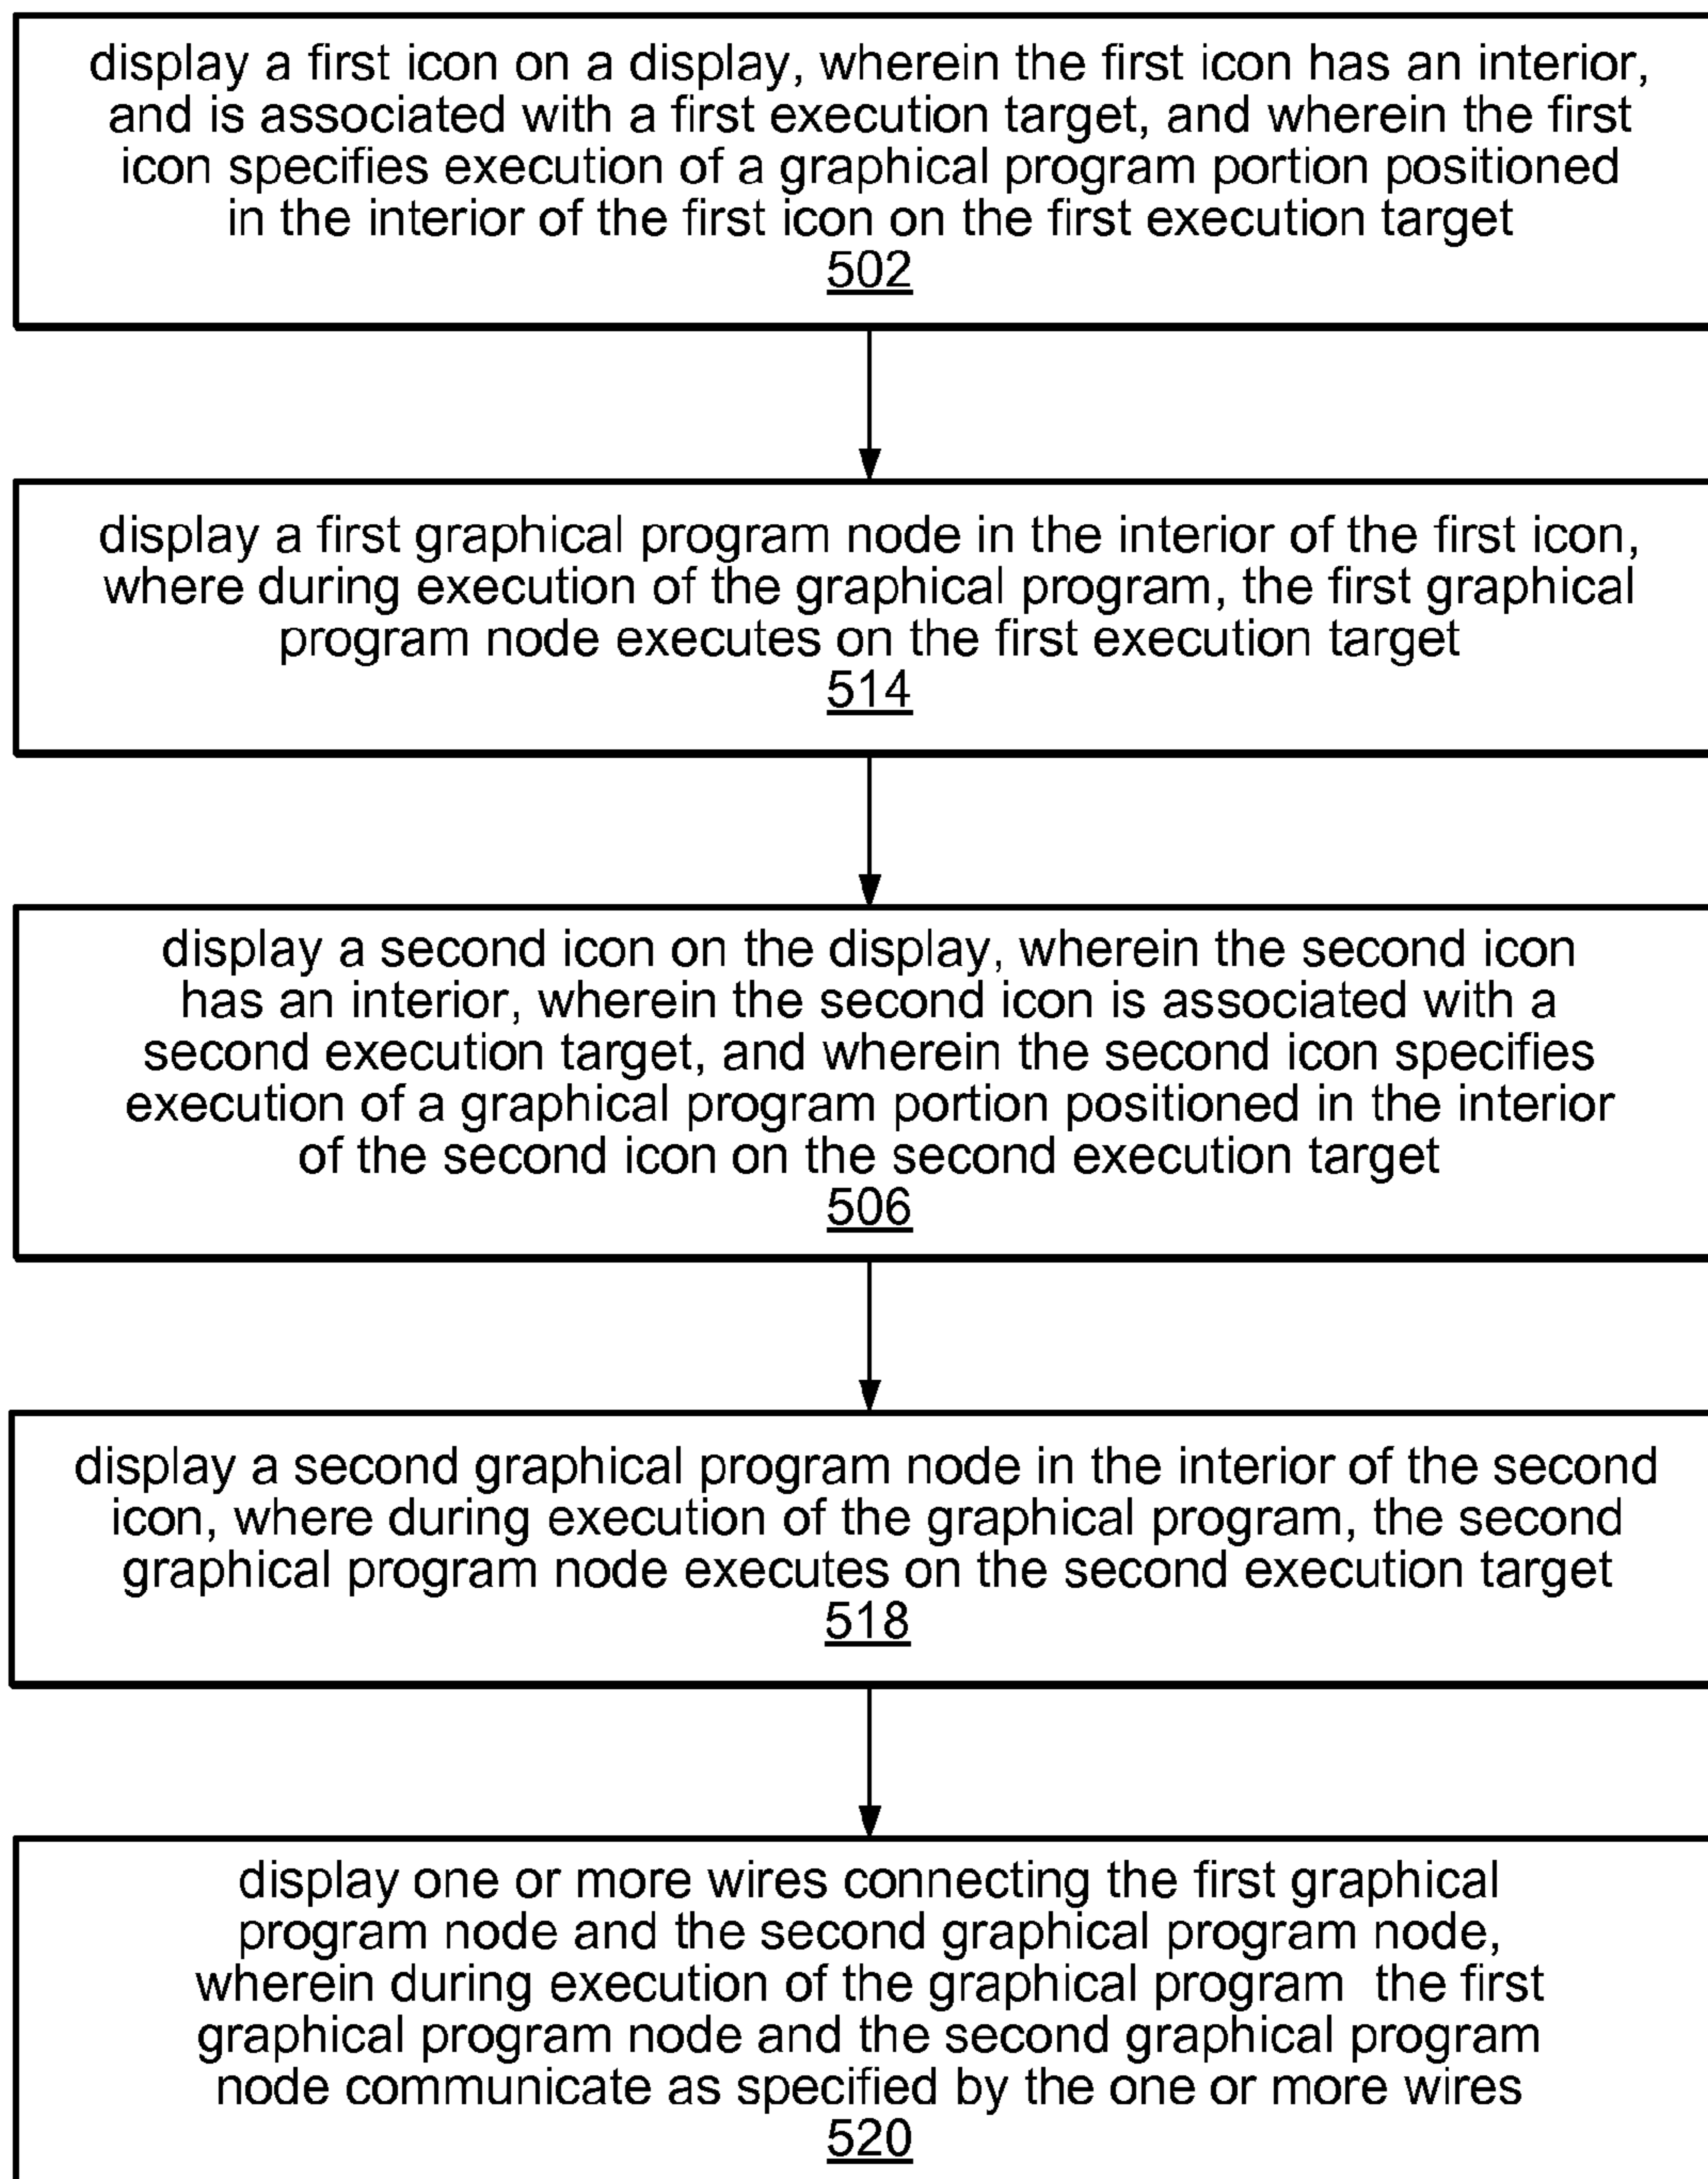 display a first icon on a display, wherein the first icon has an interior,
and is associated with a first execution target, and wherein the first
icon specifies execution of a graphical program portion positioned
in the interior of the first icon on the first execution target
502
display a first graphical program node in the interior of the first icon,
where during execution of the graphical program, the first graphical
program node executes on the first execution target
514
display a second icon on the display, wherein the second icon
has an interior, wherein the second icon is associated with a
second execution target, and wherein the second icon specifies
execution of a graphical program portion positioned in the interior
of the second icon on the second execution target
506
display a second graphical program node in the interior of the second
icon, where during execution of the graphical program, the second
graphical program node executes on the second execution target
518
display one or more wires connecting the first graphical
program node and the second graphical program node,
wherein during execution of the graphical program  the first
graphical program node and the second graphical program
node communicate as specified by the one or more wires
520